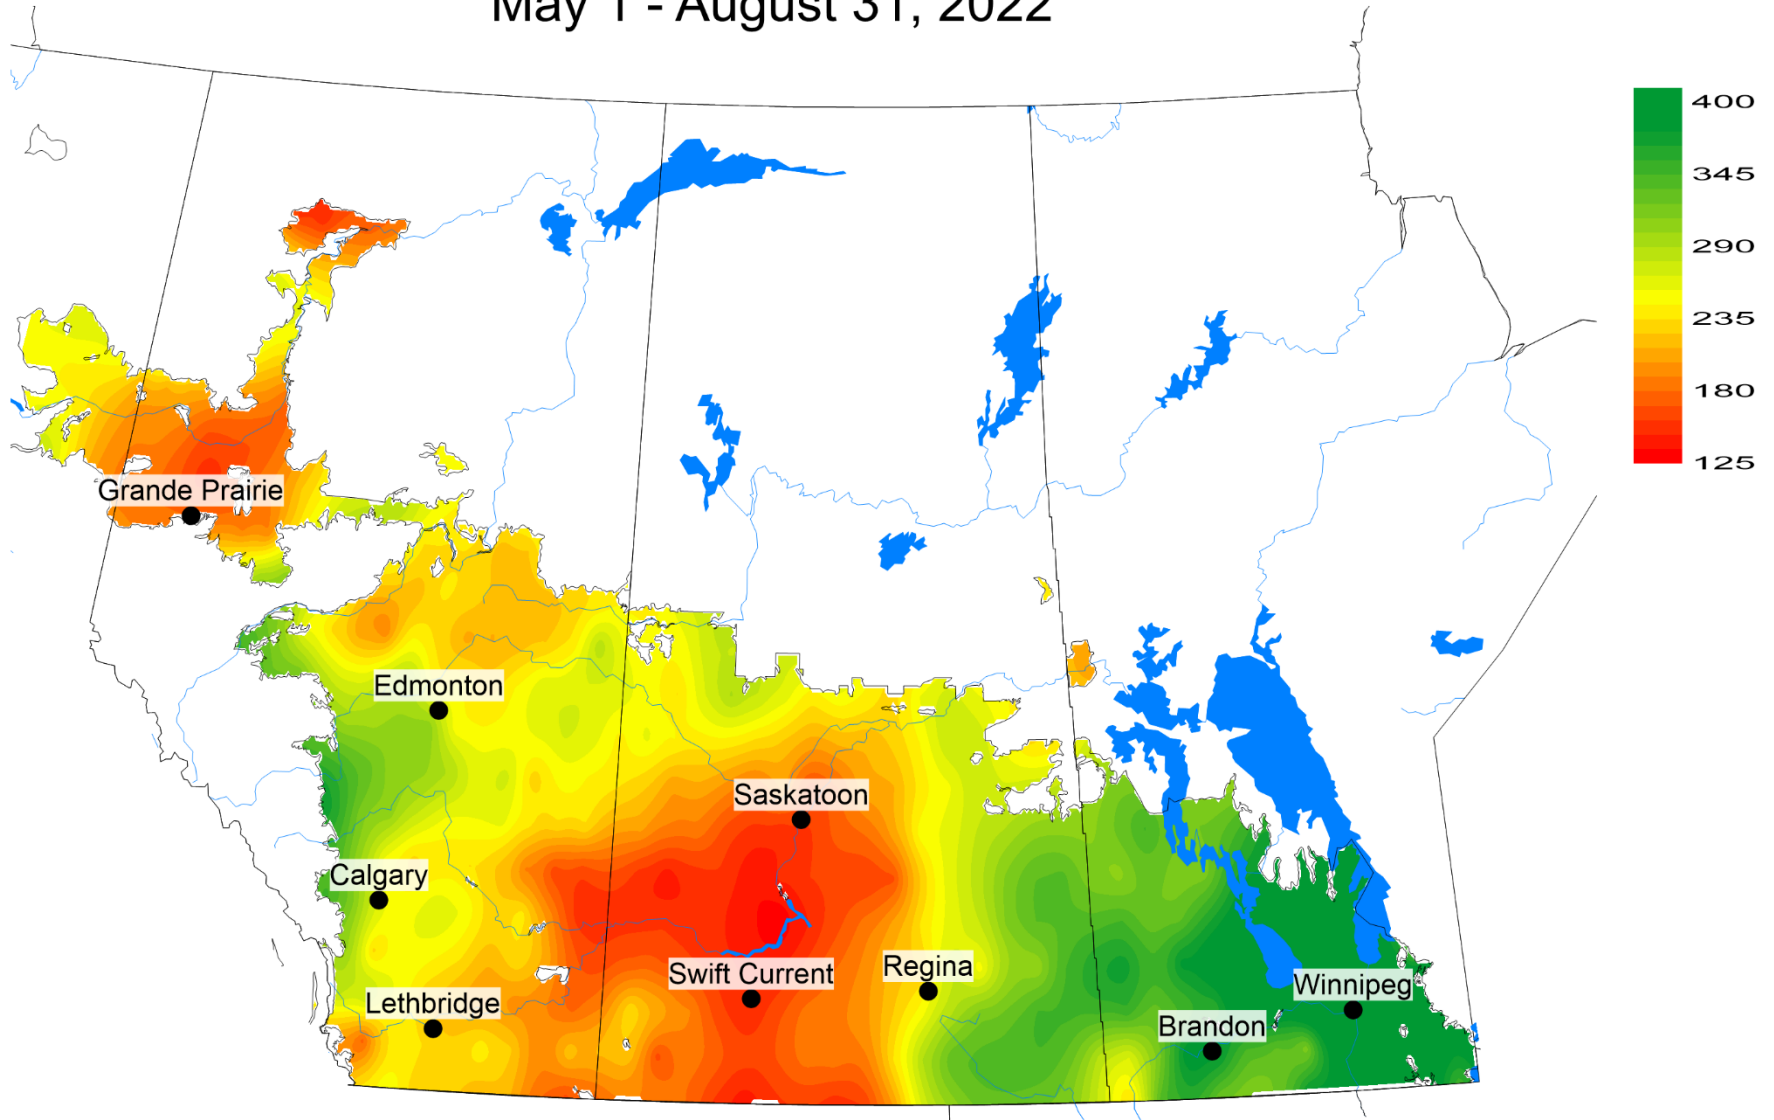 May 1 - August 31, 2022
400
345
290
235
180
125
Grande Prairie
Edmonton
Saskatoon
Calgary
Swift Current
Regina
Lethbridge
Winnipeg
Brandon